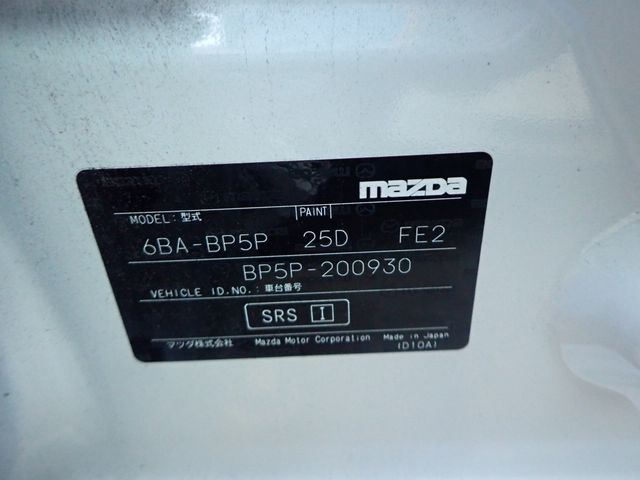 mazda
MODEL:型式 PAINT
6BA-BP5P 25D FE2
BP5P-200930
VEHICLE ID.NO.:車台番号
SRS I
マツダ株式会社 Mazda Motor Corporation Made in Japan
(D10A)